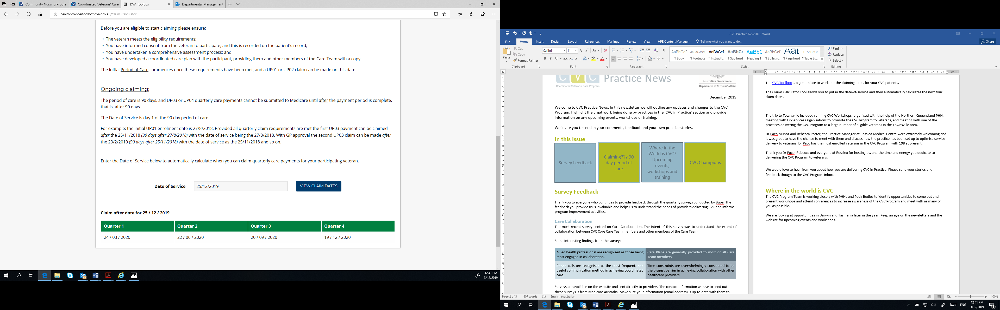 Community Nursing Progra
Coordinated Veterans' Care
DVA Toolbox
Departmental Management
healthprovidertoolbox.dva.gov.au/Claim-Calculator
Before you are eligible to start claiming please ensure:
• The veteran meets the eligibility requirements;
• You have informed consent from the veteran to participate, and this is recorded on the patient's record;
• You have undertaken a comprehensive assessment process; and
• You have developed a coordinated care plan with the participant, providing them and other members of the Care Team with a copy
The initial Period of Care commences once these requirements have been met, and a UP01 or UP02 claim can be made on this date.
Ongoing claiming:
The period of care is 90 days, and UP03 or UP04 quarterly care payments cannot be submitted to Medicare until after the payment period is complete,
that is, after 90 days.
The Date of Service is day 1 of the 90 day period of care.
For example: the initial UP01 enrolment date is 27/8/2018. Provided all quarterly claim requirements are met the first UP03 payment can be claimed
after the 25/11/2018 (90 days after 27/8/2018) with the date of service being the 27/8/2018. With GP approval the second UP03 claim can be made after
the 23/2/2019 (90 days after 25/11/2018) with the date of service as the 25/11/2018 and so on.
Enter the Date of Service below to automatically calculate when you can claim quarterly care payments for your participating veteran.
Date of Service 25/12/2019 VIEW CLAIM DATES
Claim after date for 25 / 12 / 2019
Quarter 1 Quarter 2 Quarter 3 Quarter 4
24 / 03 / 2020 22 / 06 / 2020 20 / 09 / 2020 19 / 12 / 2020
12:41 PM
3/12/2019
CVC Practice News 01 - Word
File Home Insert Design Layout References Mailings Review View HPE Content Manager Tell me what you want to do... Share
Paste
Cut
Copy
Format Painter
Calibri 11
AaBbCcI AaBbCcDdI AaBbCcI AaBbCc AaBbC AaBbCcI Aat 1. AaBbCc
¶ Body ¶ Footnote ¶ Instructi... ¶ Sub head Heading 1 ¶ Bullet n... ¶ Page head ¶ Table Bu...
Find
Replace
Select
Clipboard Font Paragraph Styles Editing
CVC Practice News
Coordinated Veterans' Care Program
Australian Government
Department of Veterans' Affairs
December 2019
Welcome to CVC Practice News. In this newsletter we will outline any updates and changes to the CVC
Program, highlight the great work being done by practices in the ‘CVC in Practice’ section and provide
information on any upcoming events, workshops or training.
We invite you to send in your comments, feedback and your own practice stories.
In this Issue
Survey Feedback
Claiming??? 90
day period of
care
Where in the
World is CVC?
Upcoming
events,
workshops and
training
CVC Champions
Survey Feedback
Thank you to everyone who continues to provide feedback through the quarterly surveys conducted by Bupa. The
feedback you provide us is invaluable and helps us to understand the needs of providers delivering CVC and informs
program improvement activities.
Care Collaboration
The most recent survey centred on Care Collaboration. The intent of this survey was to understand the extent of
collaboration between CVC Core Care Team members and other members of the Care Team.
Some interesting findings from the survey:
Allied health professional are recognised as those being
most engaged in collaboration.
Care Plans are generally provided to most or all Care
Team members.
Phone calls are recognised as the most frequent, and
useful communication method in achieving coordinated
care.
Time constraints are overwhelmingly considered to be
the biggest barrier in achieving collaboration with other
healthcare providers.
Surveys are available on the website and sent directly to providers. The contact information we use to send out
these surveys is from Medicare Australia. Make sure your information (email address) is up-to-date with them to
The CVC Toolbox is a great place to work out the claiming dates for your CVC patients.
The Claims Calculator Tool allows you to put in the date-of-service and then automatically calculates the next four
claim dates.
The trip to Townsville included running CVC Workshops, organised with the help of the Northern Queensland PHN,
meeting with Ex-Services Organisations to promote the CVC Program to veterans, and meeting with one of the
practices delivering the CVC Program to a large number of eligible veterans in the Townsville area.
Dr Paco Munoz and Rebecca Porter, the Practice Manager at Rosslea Medical Centre were extremely welcoming and
it was great to have the chance to meet with them and discuss how the practice has been set up to optimise service
delivery to veterans. Dr Paco has the most enrolled veterans in the CVC Program with 198 at present.
Thank you Dr Paco, Rebecca and everyone at Rosslea for hosting us, and the time and energy you dedicate to
delivering the CVC Program to veterans.
We would love to hear from you about how you are delivering CVC in Practice. Please send your stories and
feedback though to the CVC Program inbox.
Where in the world is CVC
The CVC Program Team is working closely with PHNs and Peak Bodies to identify opportunities to come out and
present workshops and attend conferences to increase awareness of the CVC Program and meet with as many of
you as possible.
We are looking at opportunities in Darwin and Tasmania later in the year. Keep an eye on the newsletters and the
website for upcoming events and workshops.
Page 2 of 3 807 words English (Australia) 100%
ENG
12:41 PM
3/12/2019